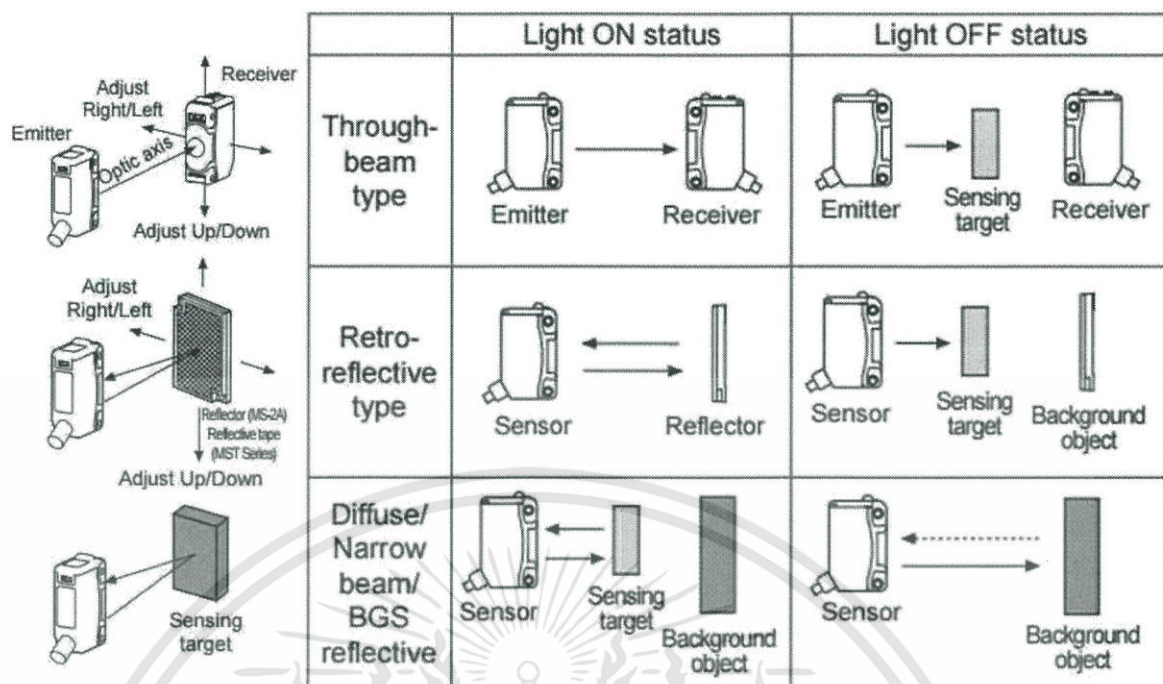 Receiver
Adjust
Right/Left
Emitter
Optic axis
Adjust Up/Down
Adjust
Right/Left
Reflector (MS-2A)
Reflective tape
(MST Series)
Adjust Up/Down
Sensing
target
Light ON status
Light OFF status
Through-
beam
type
Emitter
Receiver
Emitter
Sensing
target
Receiver
Retro-
reflective
type
Sensor
Reflector
Sensor
Sensing
target
Background
object
Diffuse/
Narrow
beam/
BGS
reflective
Sensor
Sensing
target
Background
object
Sensor
Background
object